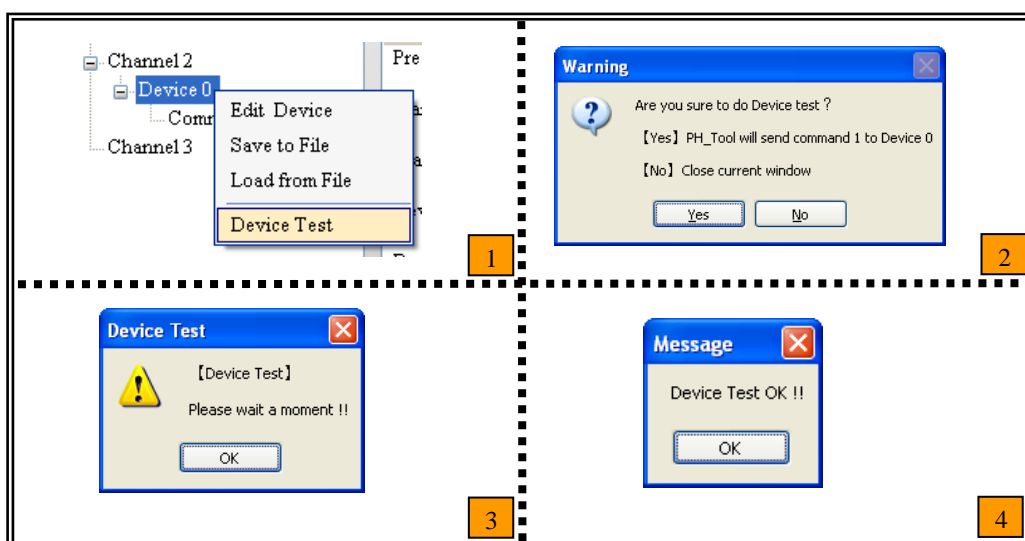 Channel 2
Device 0
Edit Device
Save to File
Channel 3
Load from File
Device Test
Pre
1
Warning
Are you sure to do Device test ?
【Yes】PH_Tool will send command 1 to Device 0
【No】Close current window
Yes
No
2
Device Test
【Device Test】
Please wait a moment !!
OK
3
Message
Device Test OK !!
OK
4